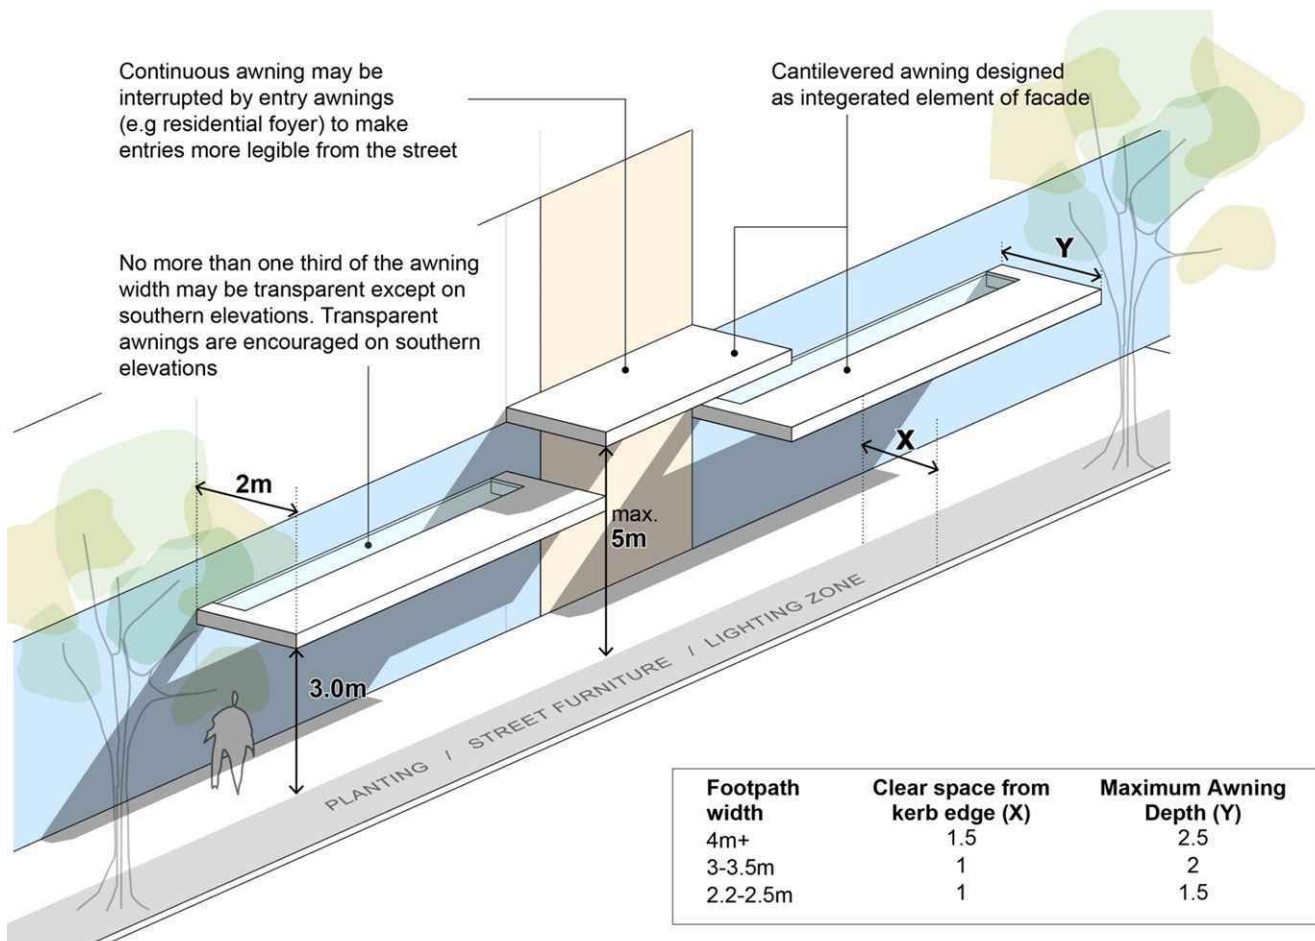 Continuous awning may be
interrupted by entry awnings
(e.g residential foyer) to make
entries more legible from the street
Cantilevered awning designed
as integerated element of facade
No more than one third of the awning
width may be transparent except on
southern elevations. Transparent
awnings are encouraged on southern
elevations
Y
X
2m
max.
5m
3.0m
PLANTING / STREET FURNITURE / LIGHTING ZONE
Footpath width Clear space from kerb edge (X) Maximum Awning Depth (Y)
4m+ 1.5 2.5
3-3.5m 1 2
2.2-2.5m 1 1.5